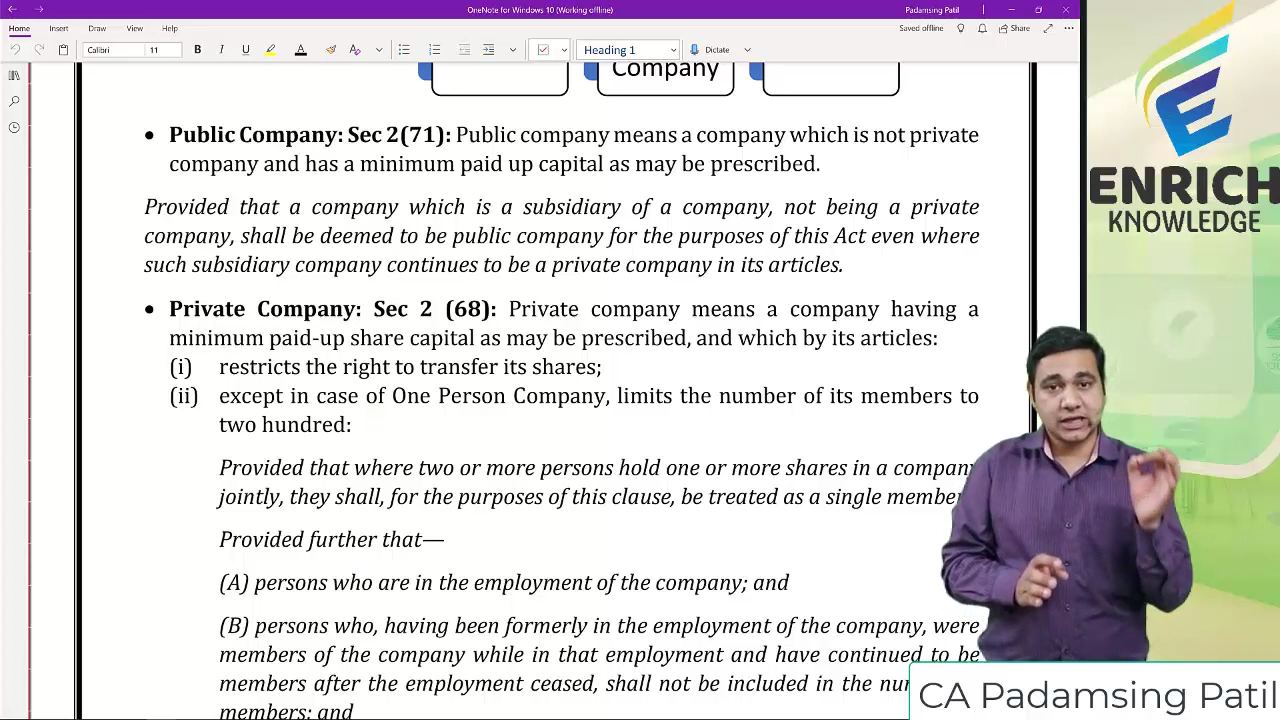 OneNote for Windows 10 (Working offline)
Padamsing Patil
Home Insert Draw View Help
Saved offline
Share
Calibri 11 B I U A Heading 1 Dictate
Company
• Public Company: Sec 2(71): Public company means a company which is not private
company and has a minimum paid up capital as may be prescribed.
Provided that a company which is a subsidiary of a company, not being a private
company, shall be deemed to be public company for the purposes of this Act even where
such subsidiary company continues to be a private company in its articles.
• Private Company: Sec 2 (68): Private company means a company having a
minimum paid-up share capital as may be prescribed, and which by its articles:
(i) restricts the right to transfer its shares;
(ii) except in case of One Person Company, limits the number of its members to
two hundred:
Provided that where two or more persons hold one or more shares in a company
jointly, they shall, for the purposes of this clause, be treated as a single member
Provided further that—
(A) persons who are in the employment of the company; and
(B) persons who, having been formerly in the employment of the company, were
members of the company while in that employment and have continued to be
members after the employment ceased, shall not be included in the
members; and
ENRICH
KNOWLEDGE
CA Padamsing Patil